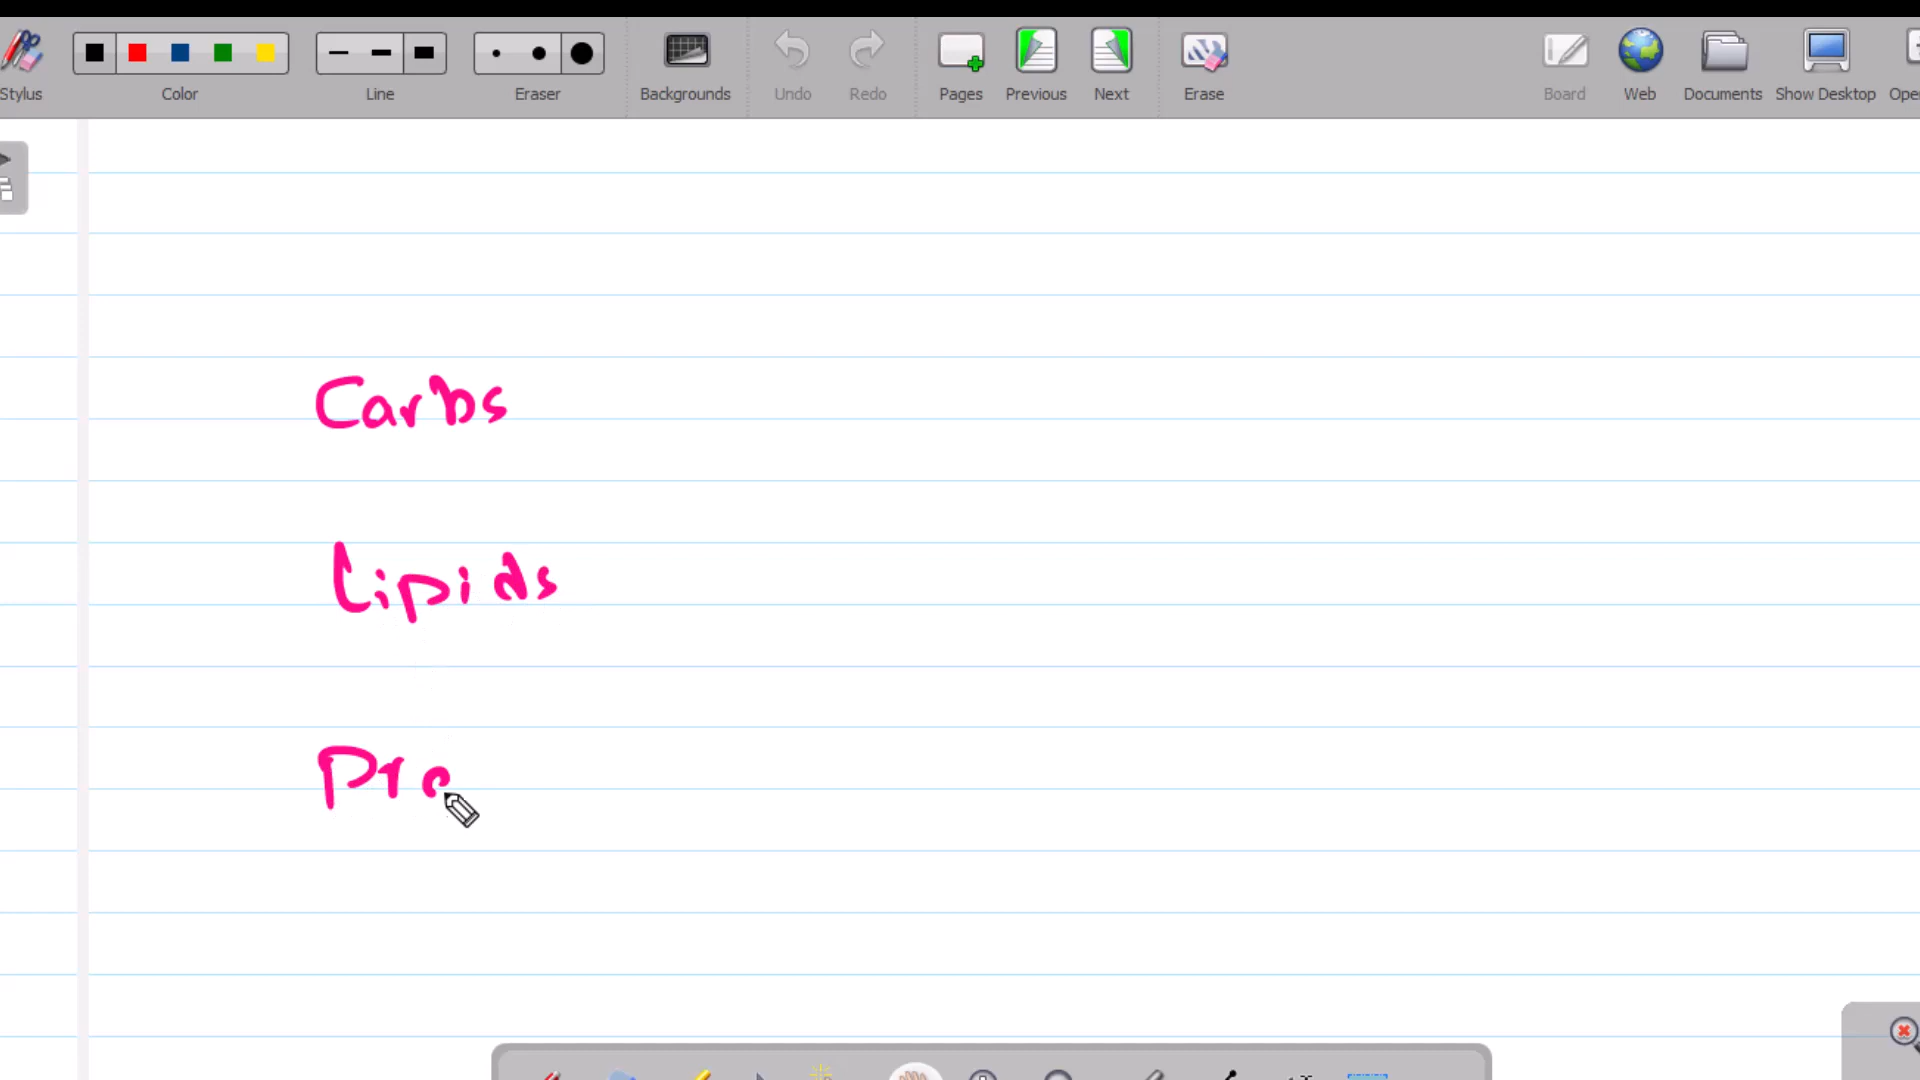 Stylus Color Line Eraser Backgrounds Undo Redo Pages Previous Next Erase Board Web Documents Show Desktop Ope
Carbs
Lipids
Pro